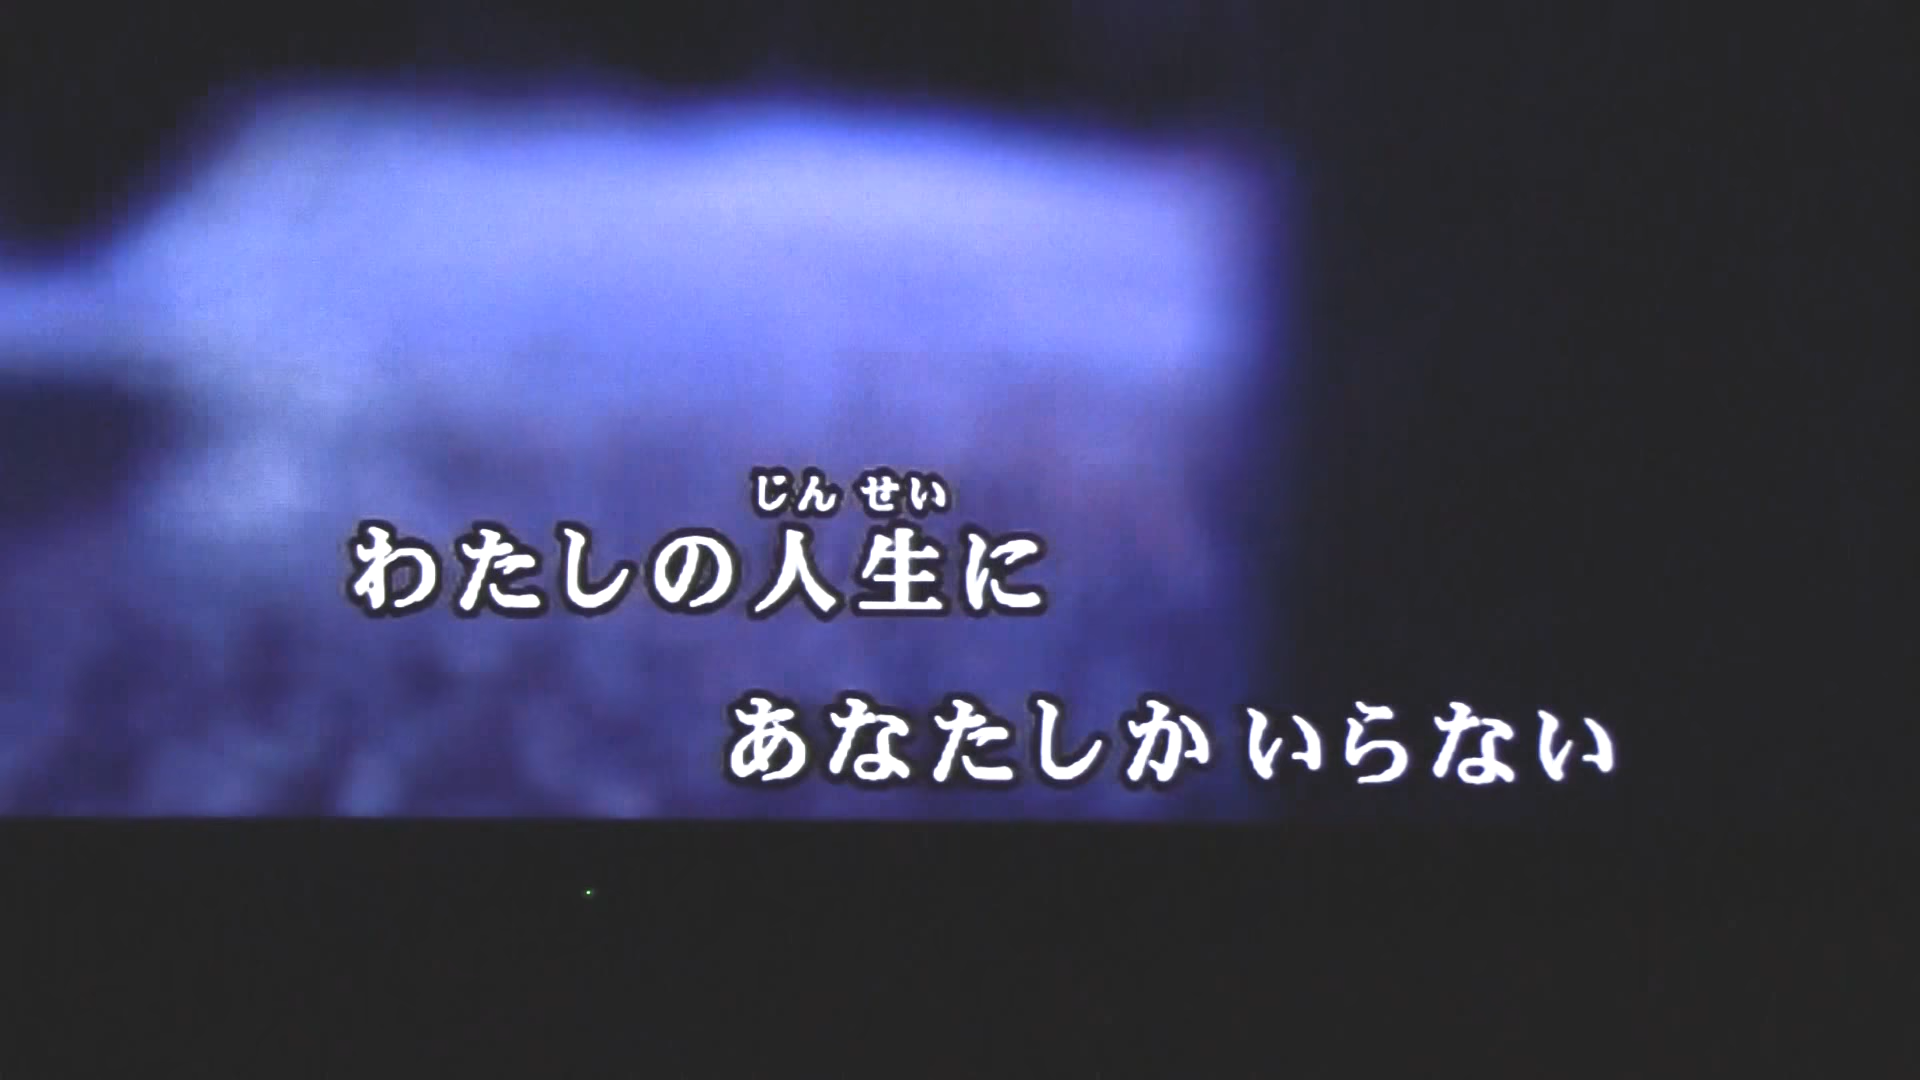 じんせい
わたしの人生に
あなたしかいらない